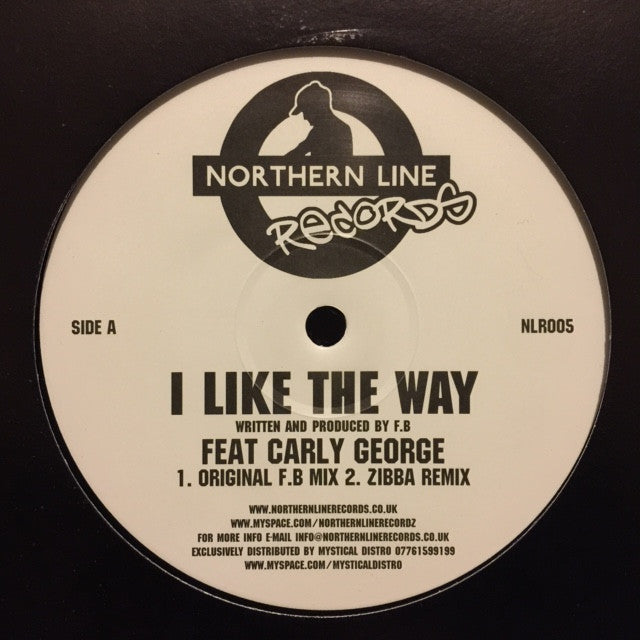 NORTHERN LINE
RECORDS
SIDE A
NLR005
I LIKE THE WAY
WRITTEN AND PRODUCED BY F.B
FEAT CARLY GEORGE
1. ORIGINAL F.B MIX 2. ZIBBA REMIX
WWW.NORTHERNLINERECORDS.CO.UK
WWW.MYSPACE.COM/NORTHERNLINERECORDZ
FOR MORE INFO E-MAIL INFO@NORTHERNLINERECORDS.CO.UK
EXCLUSIVELY DISTRIBUTED BY MYSTICAL DISTRO 07761599199
WWW.MYSPACE.COM/MYSTICALDISTRO